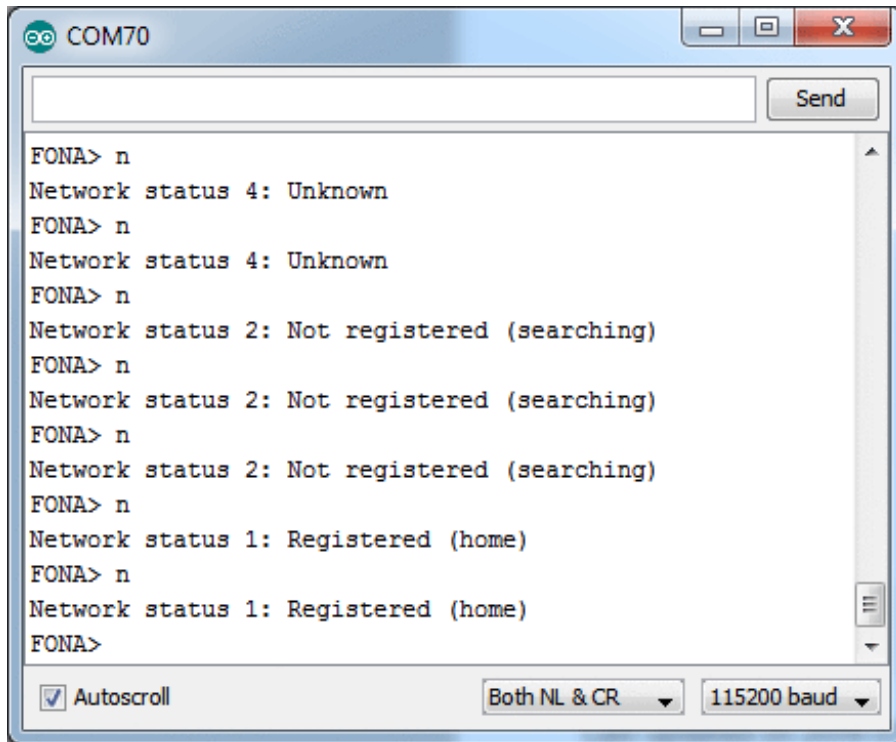 COM70
Send
FONA> n
Network status 4: Unknown
FONA> n
Network status 4: Unknown
FONA> n
Network status 2: Not registered (searching)
FONA> n
Network status 2: Not registered (searching)
FONA> n
Network status 2: Not registered (searching)
FONA> n
Network status 1: Registered (home)
FONA> n
Network status 1: Registered (home)
FONA>
Autoscroll Both NL & CR 115200 baud